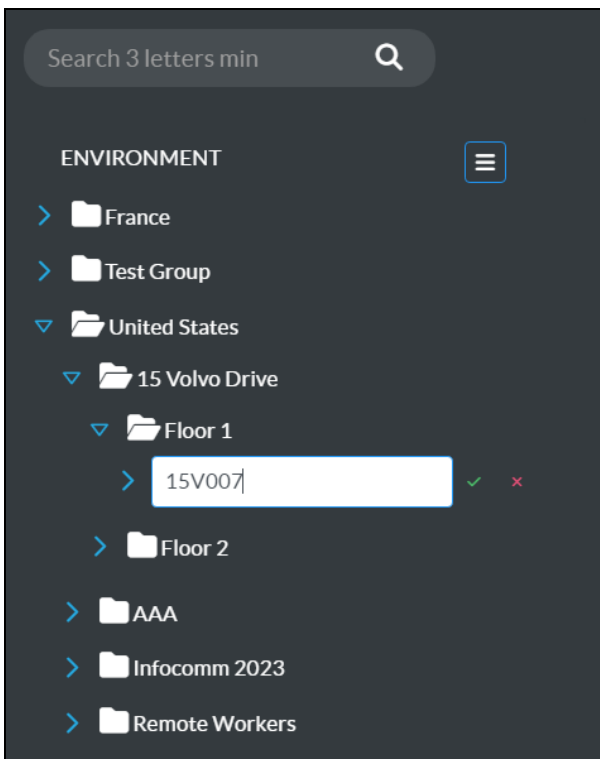 Search 3 letters min
ENVIRONMENT
France
Test Group
United States
15 Volvo Drive
Floor 1
15V007
Floor 2
AAA
Infocomm 2023
Remote Workers